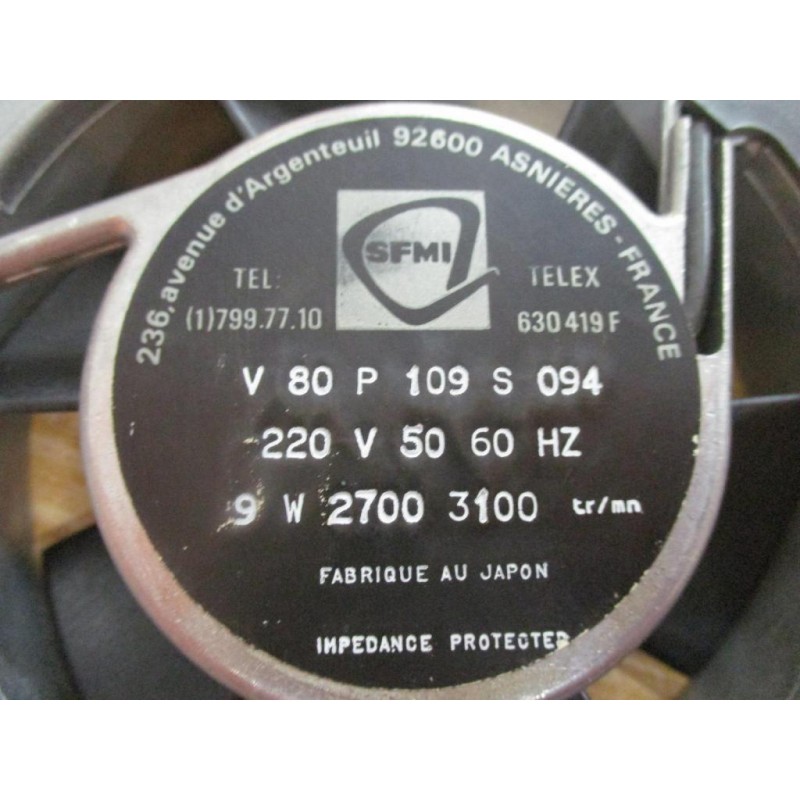 236, avenue d'Argenteuil 92600 ASNIERES - FRANCE
SFMI
TEL:
(1)799.77.10
TELEX
630 419 F
V 80 P 109 S 094
220 V 50 60 HZ
9 W 2700 3100 tr/mn
FABRIQUE AU JAPON
IMPEDANCE PROTECTED